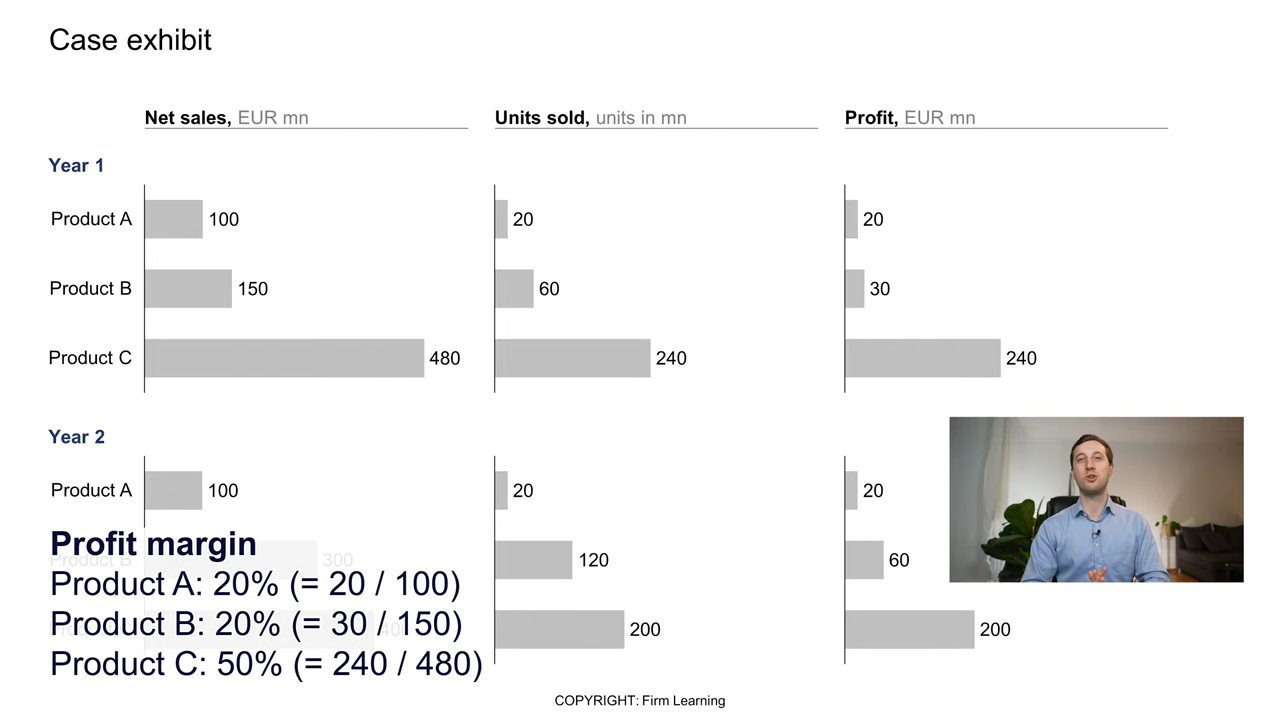 Case exhibit
Net sales, EUR mn
Units sold, units in mn
Profit, EUR mn
Year 1
Product A 100 20 20
Product B 150 60 30
Product C 480 240 240
Year 2
Product A 100 20 20
Product B 300 120 60
200 200
Profit margin
Product A: 20% (= 20 / 100)
Product B: 20% (= 30 / 150)
Product C: 50% (= 240 / 480)
COPYRIGHT: Firm Learning